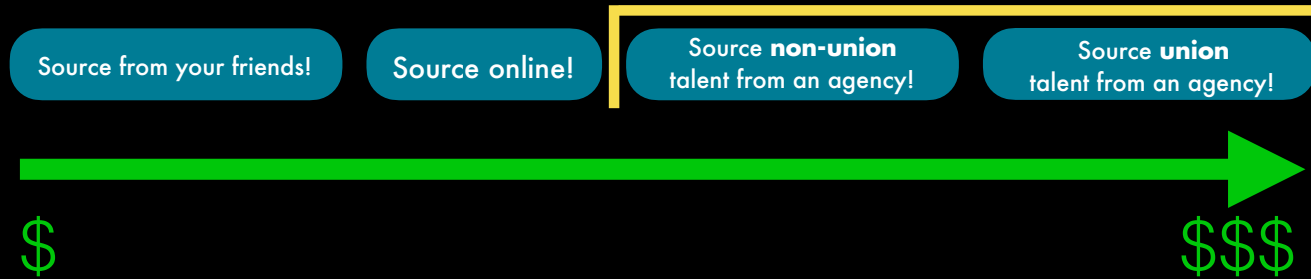 Source from your friends!
Source online!
Source non-union
talent from an agency!
Source union
talent from an agency!
$
$$$